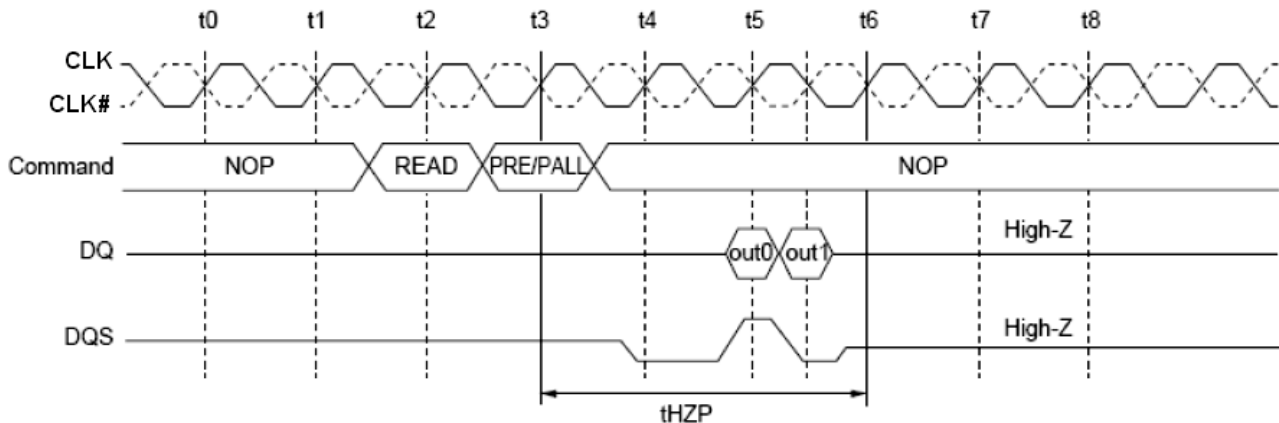 t0 t1 t2 t3 t4 t5 t6 t7 t8
CLK
CLK#
Command NOP READ PRE/PALL NOP
High-Z
DQ out0 out1
High-Z
DQS
tHZP